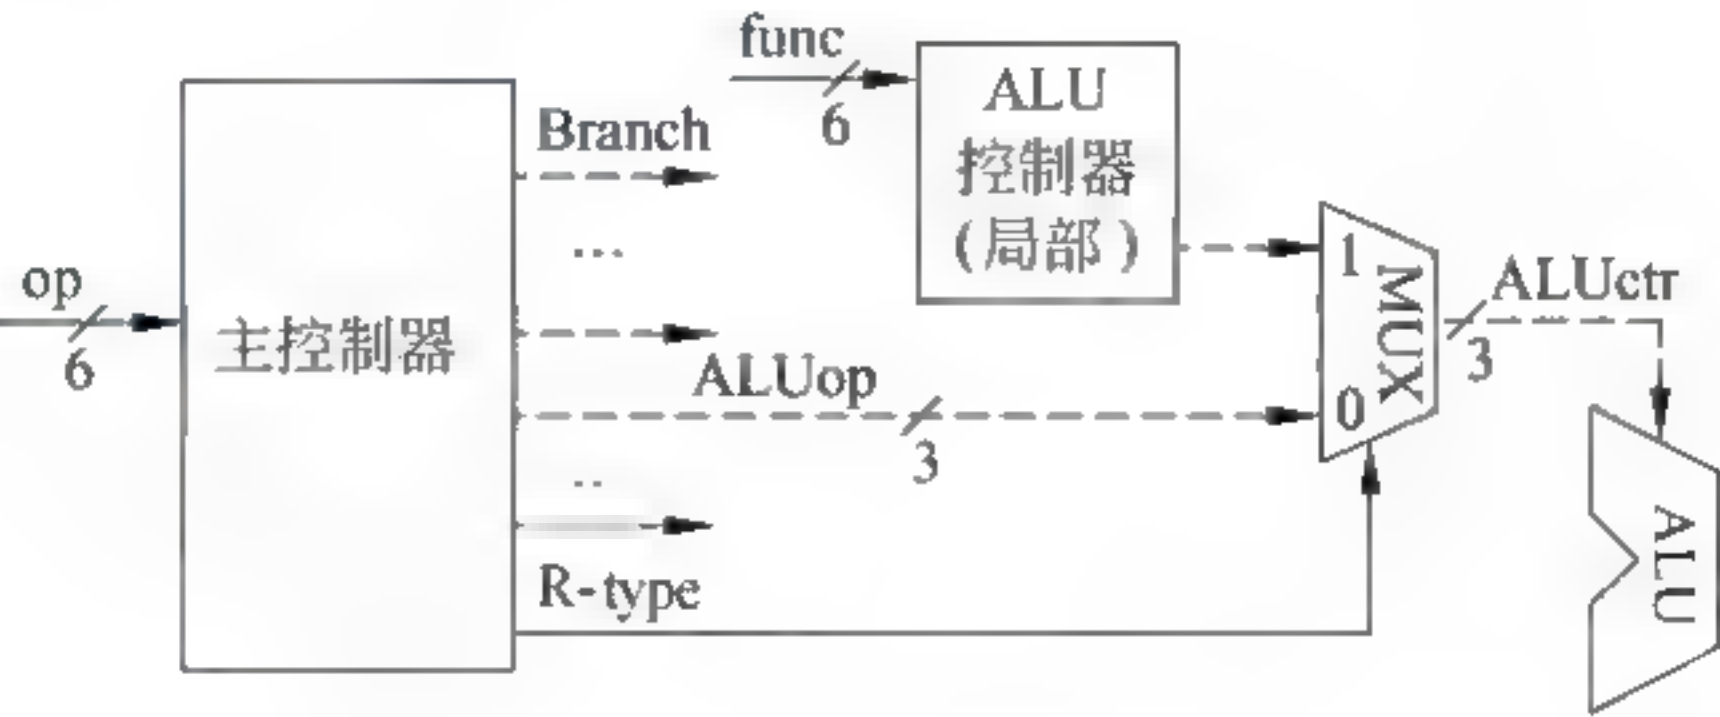 func
6
ALU
控制器
(局部)
Branch
...
op
6
主控制器
1
MUX
ALUctr
3
ALUop
3
0
..
R-type
ALU